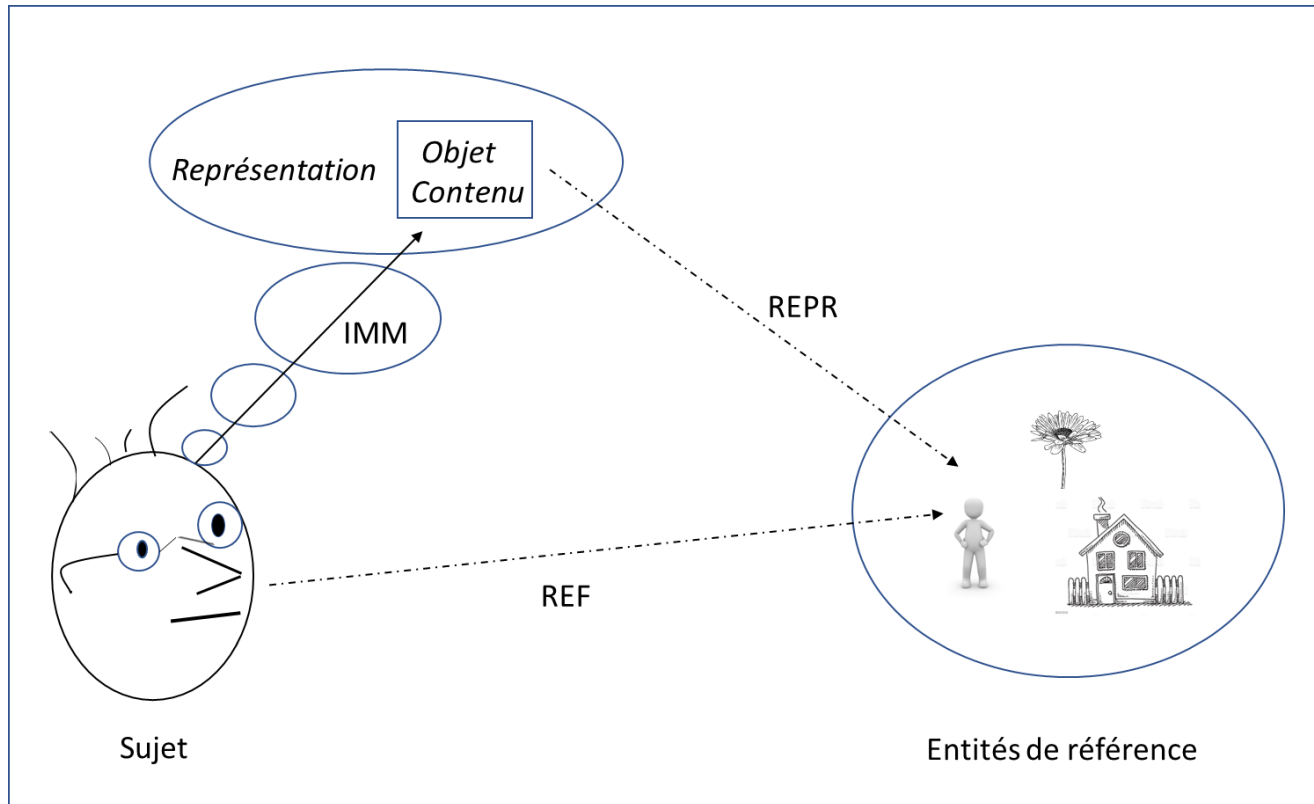 Représentation
Objet
Contenu
IMM
REPR
REF
Sujet
Entités de référence